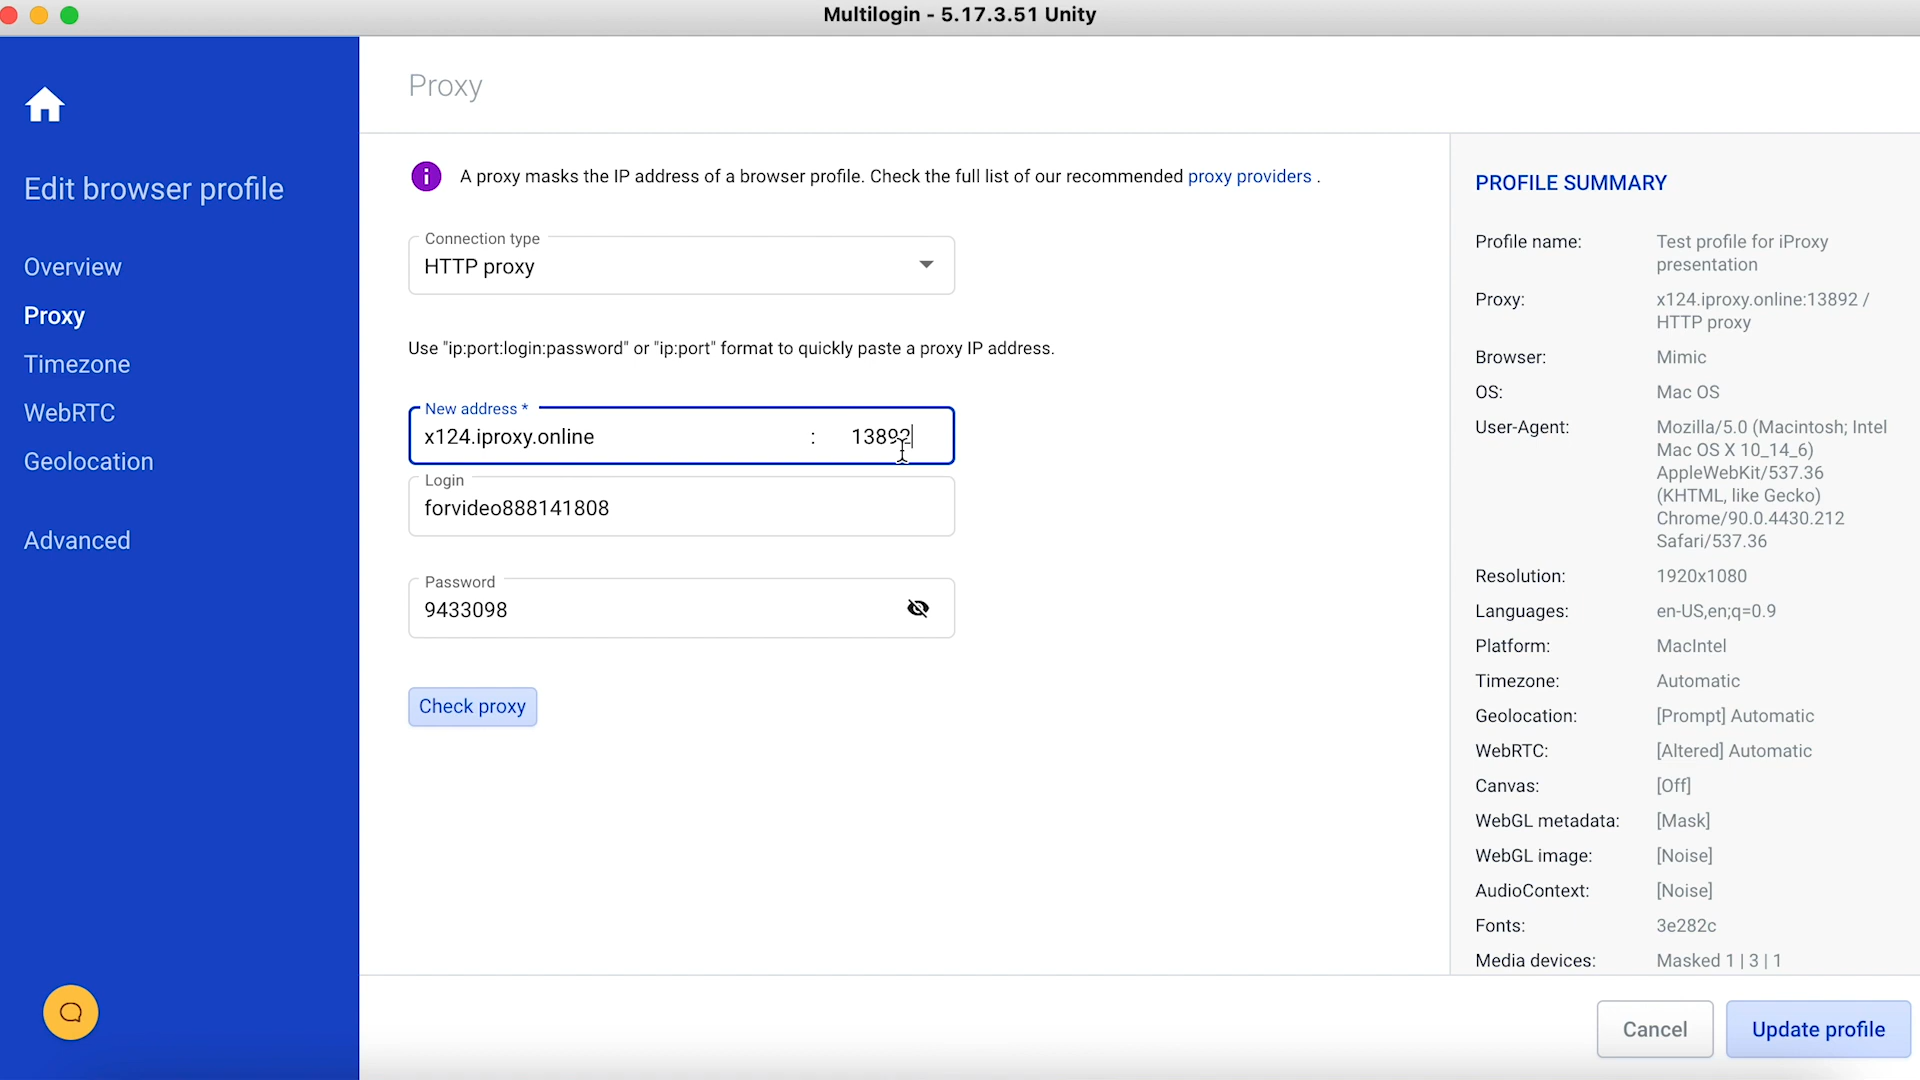 Multilogin - 5.17.3.51 Unity
Edit browser profile
Overview
Proxy
Timezone
WebRTC
Geolocation
Advanced
Proxy
A proxy masks the IP address of a browser profile. Check the full list of our recommended proxy providers .
Connection type
HTTP proxy
Use "ip:port:login:password" or "ip:port" format to quickly paste a proxy IP address.
New address *
x124.iproxy.online : 13892
Login
forvideo888141808
Password
9433098
Check proxy
PROFILE SUMMARY
Profile name: Test profile for iProxy
presentation
Proxy: x124.iproxy.online:13892 /
HTTP proxy
Browser: Mimic
OS: Mac OS
User-Agent: Mozilla/5.0 (Macintosh; Intel
Mac OS X 10_14_6)
AppleWebKit/537.36
(KHTML, like Gecko)
Chrome/90.0.4430.212
Safari/537.36
Resolution: 1920x1080
Languages: en-US,en;q=0.9
Platform: MacIntel
Timezone: Automatic
Geolocation: [Prompt] Automatic
WebRTC: [Altered] Automatic
Canvas: [Off]
WebGL metadata: [Mask]
WebGL image: [Noise]
AudioContext: [Noise]
Fonts: 3e282c
Media devices: Masked 1 | 3 | 1
Cancel
Update profile